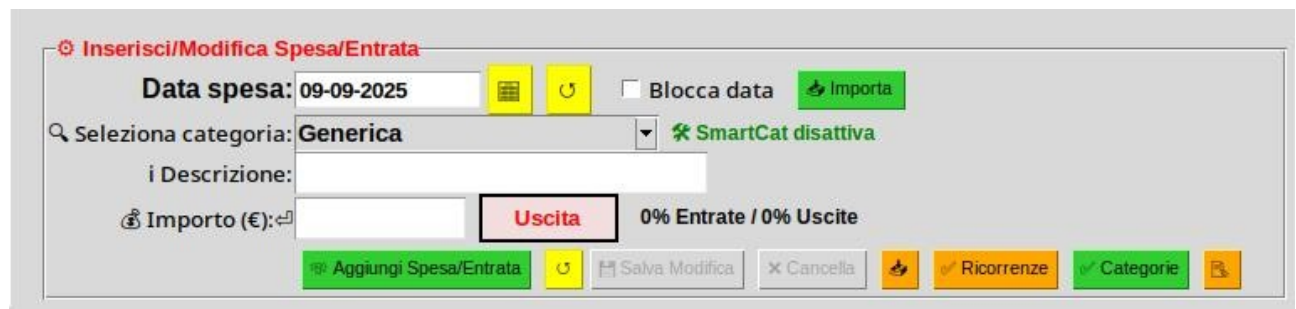 ⚙ Inserisci/Modifica Spesa/Entrata
Data spesa: 09-09-2025 ↺ Blocca data 📥 Importa
🔍 Seleziona categoria: Generica 🛠 SmartCat disattiva
i Descrizione:
💰 Importo (€):⏎ Uscita 0% Entrate / 0% Uscite
💸 Aggiungi Spesa/Entrata ↺ 💾 Salva Modifica ❌ Cancella 📥 ✅ Ricorrenze ✅ Categorie